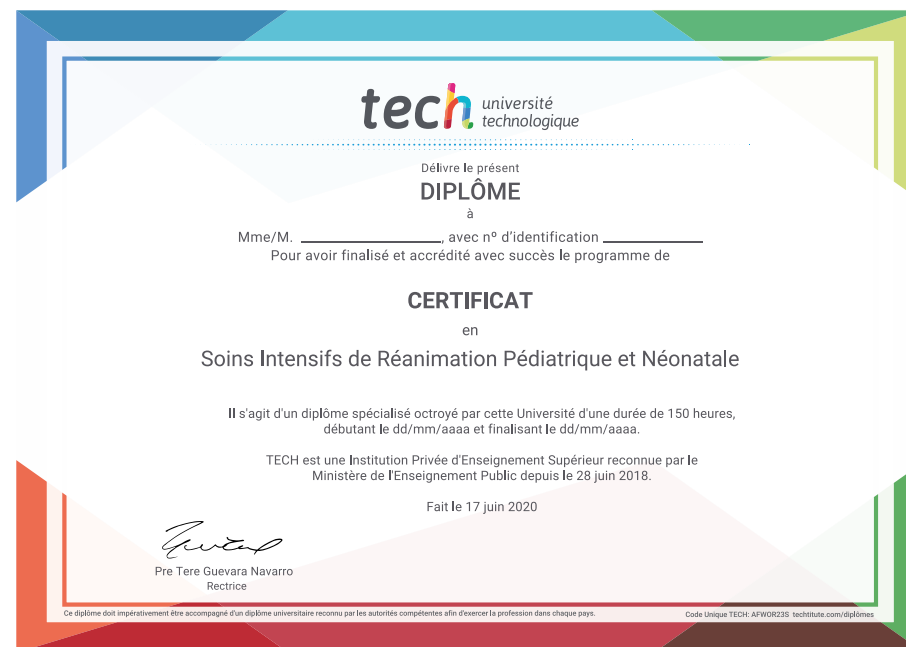 tech université
technologique
Délivre le présent
DIPLÔME
à
Mme/M. ____________________, avec nº d'identification ______________
Pour avoir finalisé et accrédité avec succès le programme de
CERTIFICAT
en
Soins Intensifs de Réanimation Pédiatrique et Néonatale
Il s'agit d'un diplôme spécialisé octroyé par cette Université d'une durée de 150 heures,
débutant le dd/mm/aaaa et finalisant le dd/mm/aaaa.
TECH est une Institution Privée d'Enseignement Supérieur reconnue par le
Ministère de l'Enseignement Public depuis le 28 juin 2018.
Fait le 17 juin 2020
Pre Tere Guevara Navarro
Rectrice
Ce diplôme doit impérativement être accompagné d'un diplôme universitaire reconnu par les autorités compétentes afin d'exercer la profession dans chaque pays.
Code Unique TECH: AFWOR23S techtitute.com/diplômes